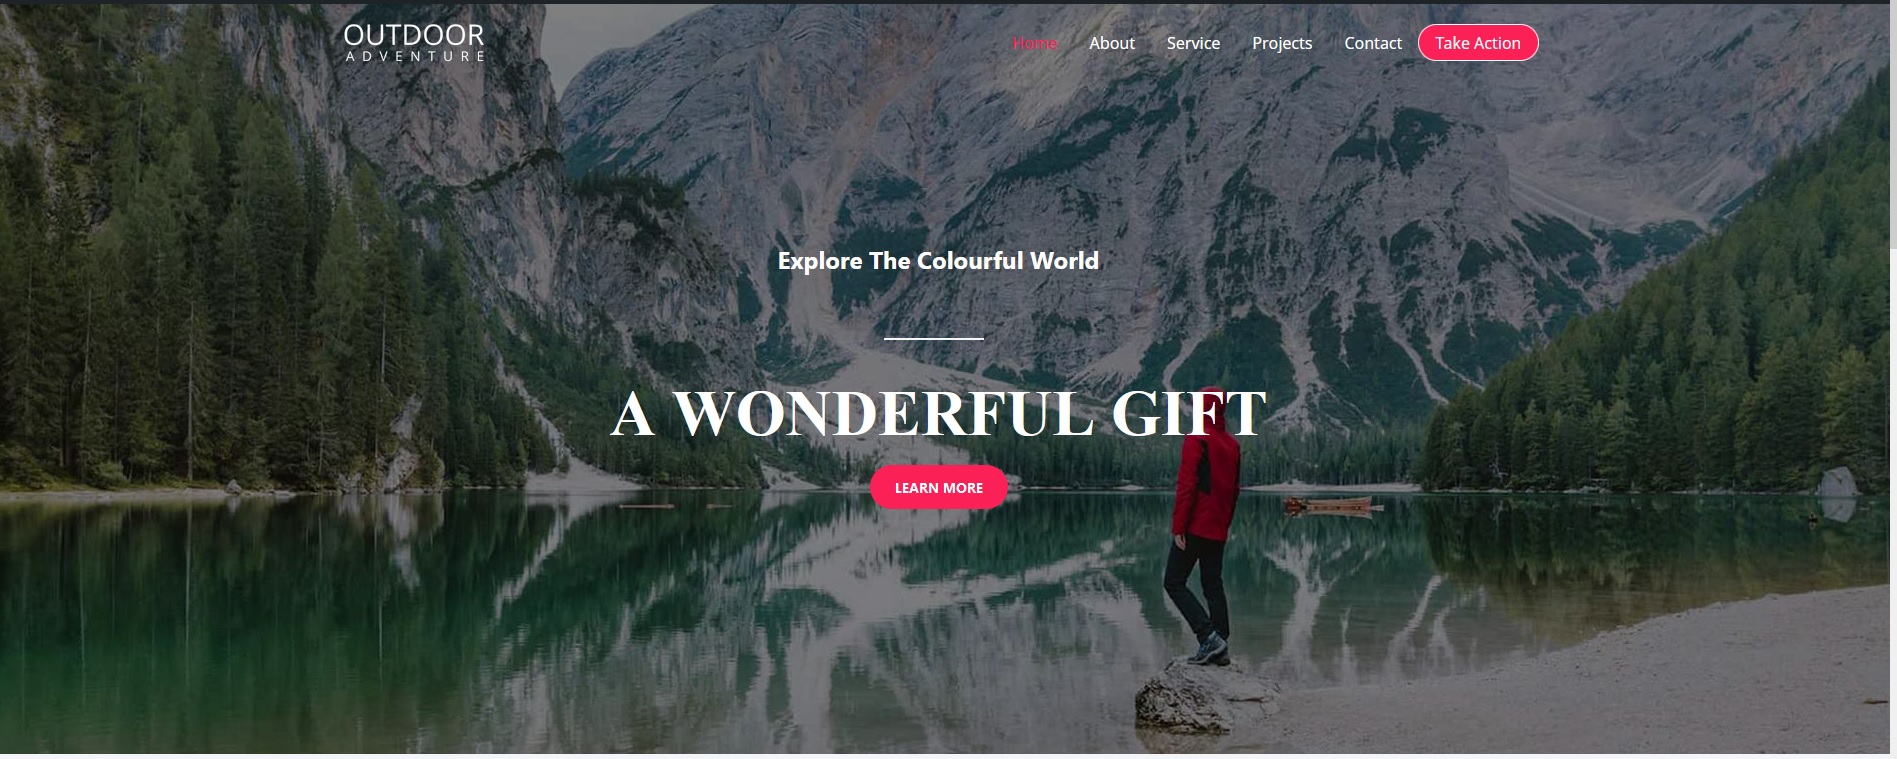 OUTDOOR
ADVENTURE
Home About Service Projects Contact Take Action
Explore The Colourful World
A WONDERFUL GIFT
LEARN MORE